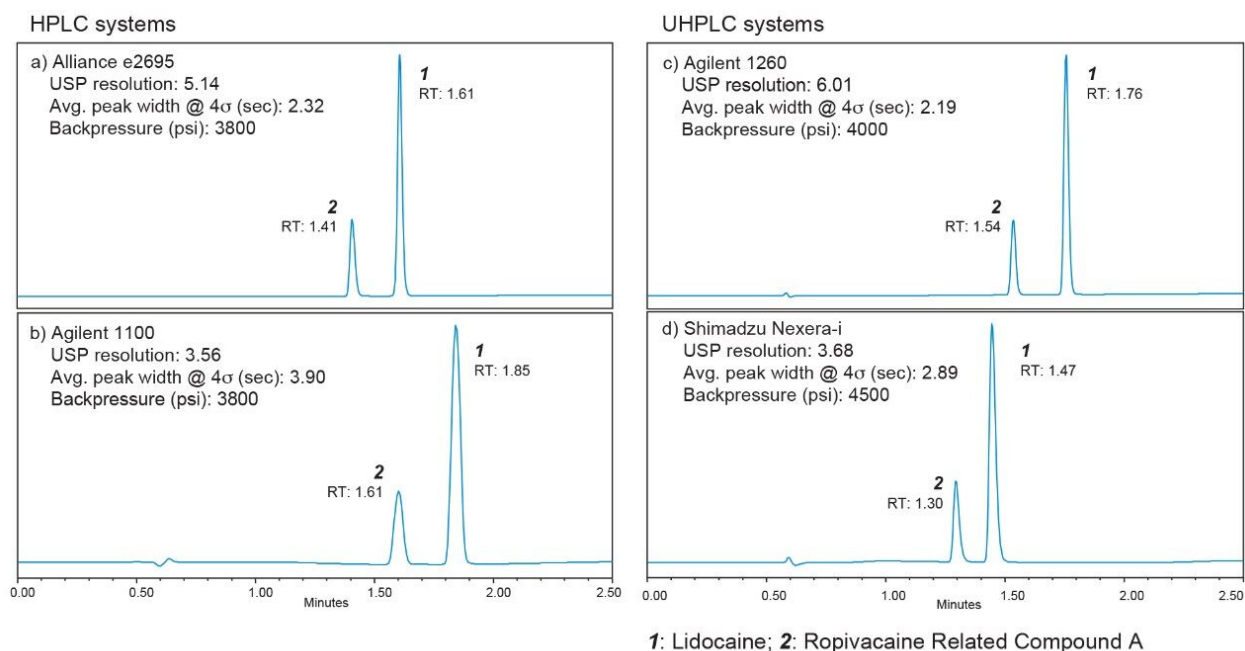 HPLC systems
a) Alliance e2695
USP resolution: 5.14
Avg. peak width @ 4σ (sec): 2.32
Backpressure (psi): 3800
1
RT: 1.61
2
RT: 1.41
b) Agilent 1100
USP resolution: 3.56
Avg. peak width @ 4σ (sec): 3.90
Backpressure (psi): 3800
1
RT: 1.85
2
RT: 1.61
0.00 0.50 1.00 1.50 2.00 2.50
Minutes
UHPLC systems
c) Agilent 1260
USP resolution: 6.01
Avg. peak width @ 4σ (sec): 2.19
Backpressure (psi): 4000
1
RT: 1.76
2
RT: 1.54
d) Shimadzu Nexera-i
USP resolution: 3.68
Avg. peak width @ 4σ (sec): 2.89
Backpressure (psi): 4500
1
RT: 1.47
2
RT: 1.30
0.00 0.50 1.00 1.50 2.00 2.50
Minutes
1: Lidocaine; 2: Ropivacaine Related Compound A